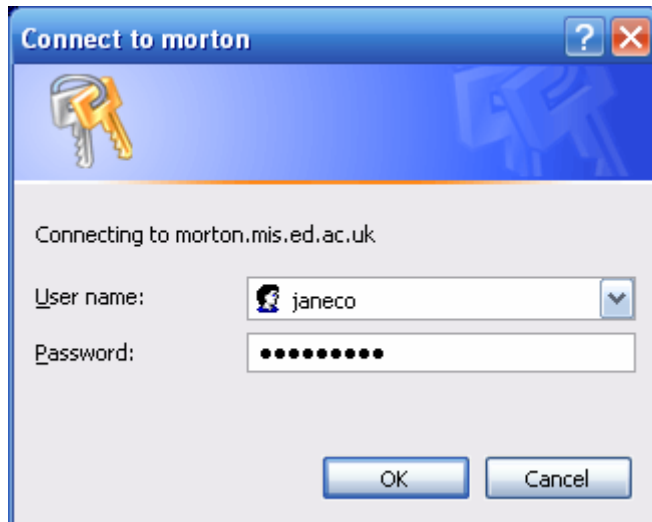 Connect to morton
Connecting to morton.mis.ed.ac.uk
User name: janeco
Password: •••••••••
OK Cancel